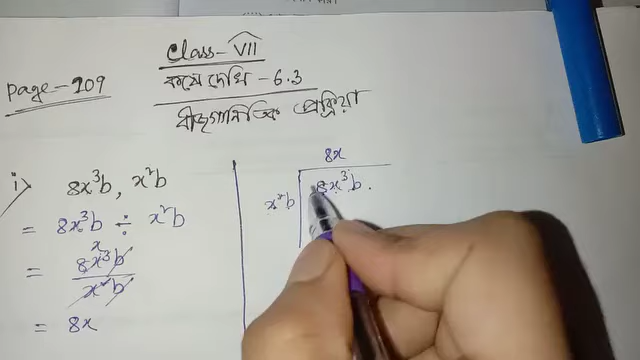 Class-VII
Page-109
কষে দেখি - 6.3
বীজগাণিতিক প্রক্রিয়া
i> 8x³b, x²b
= 8x³b ÷ x²b
x
= 8x³b / x²b
= 8x
8x
x²b 8x³b.